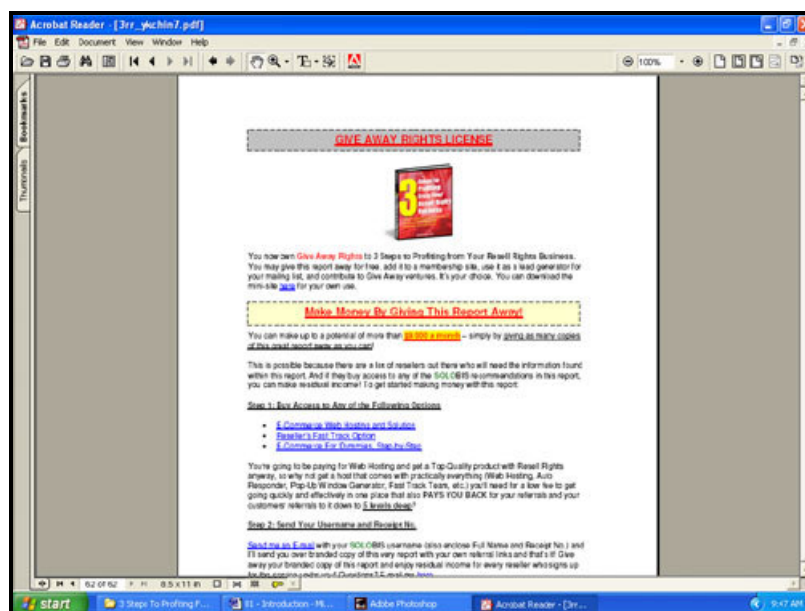 Acrobat Reader - [3rr_ykchin7.pdf]
File Edit Document View Window Help
100%
Bookmarks
Thumbnails
GIVE AWAY RIGHTS LICENSE
3 Steps to
Profiting
From Your
Resell Rights
Business
You now own Give Away Rights to 3 Steps to Profiting from Your Resell Rights Business.
You may give this report away for free, add it to a membership site, use it as a lead generator for
your mailing list, and contribute to Give Away ventures. It's your choice. You can download the
mini-site here for your own use.
Make Money By Giving This Report Away!
You can make up to a potential of more than a month – simply by giving as many copies
of this great report away as you can!
This is possible because there are a lot of resellers out there who will need the information found
within this report. And if they buy access to any of the SOLOBIS recommendations in this report,
you can make residual income! To get started making money with this report:
Step 1: Buy Access to Any of the Following Options
• E-Commerce Web Hosting and Solution
• Reseller's Fast Track Option
• E-Commerce For Dummies, Step-by-Step
You're going to be paying for Web Hosting and get a Top-Quality product with Resell Rights
anyway, so why not get a host that comes with practically everything (Web Hosting, Auto
Responder, Pop-Up Window Generator, Fast Track Team, etc.) you'll need for a low fee to get
going quickly and effectively in one place that also PAYS YOU BACK for your referrals and your
customers' referrals to it down to 5 levels deep?
Step 2: Send Your Username and Receipt No.
Send me an E-mail with your SOLOBIS username (also enclose Full Name and Receipt No.) and
I'll send you over branded copy of this very report with your own referral links and that's it! Give
away your branded copy of this report and enjoy residual income for every reseller who signs up
62 of 62
8.5 x 11 in
start
3 Steps To Profiting F...
01 - Introduction - Mi...
Adobe Photoshop
Acrobat Reader - [3rr...
9:47 AM